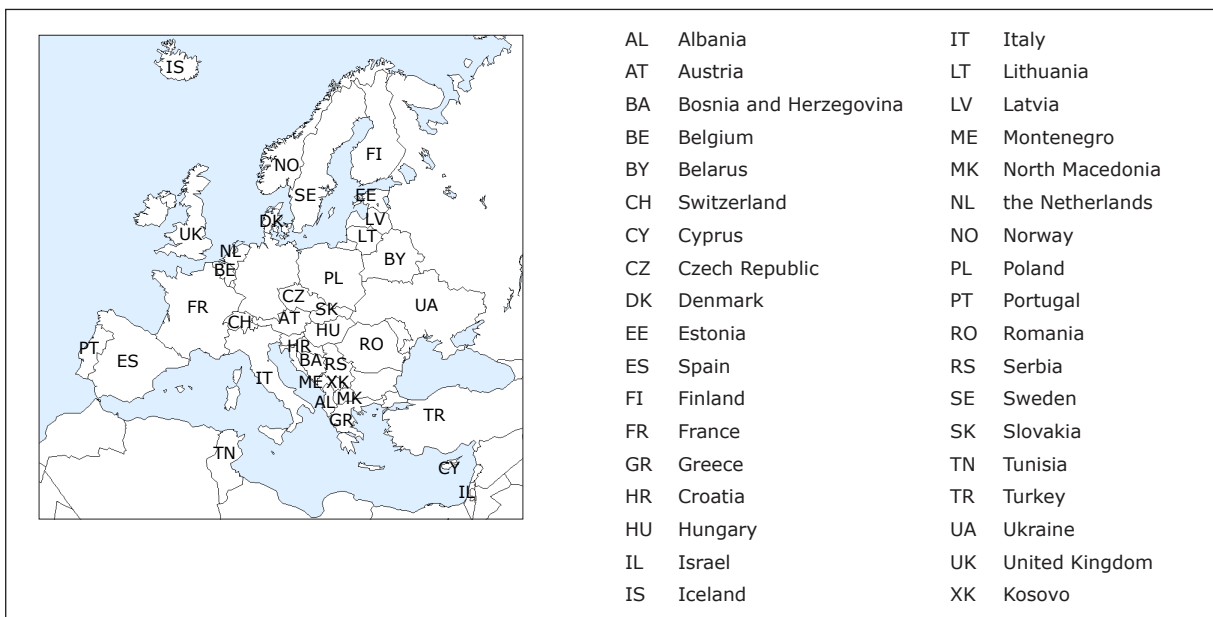 IS
NO
FI
SE
EE
DK
LV
LT
UK
NL
BY
BE
PL
CZ
UA
FR
SK
AT
CH
HU
HR
RO
PT
BA
ES
RS
IT
ME
XK
MK
AL
TR
GR
TN
CY
IL
AL Albania
AT Austria
BA Bosnia and Herzegovina
BE Belgium
BY Belarus
CH Switzerland
CY Cyprus
CZ Czech Republic
DK Denmark
EE Estonia
ES Spain
FI Finland
FR France
GR Greece
HR Croatia
HU Hungary
IL Israel
IS Iceland
IT Italy
LT Lithuania
LV Latvia
ME Montenegro
MK North Macedonia
NL the Netherlands
NO Norway
PL Poland
PT Portugal
RO Romania
RS Serbia
SE Sweden
SK Slovakia
TN Tunisia
TR Turkey
UA Ukraine
UK United Kingdom
XK Kosovo